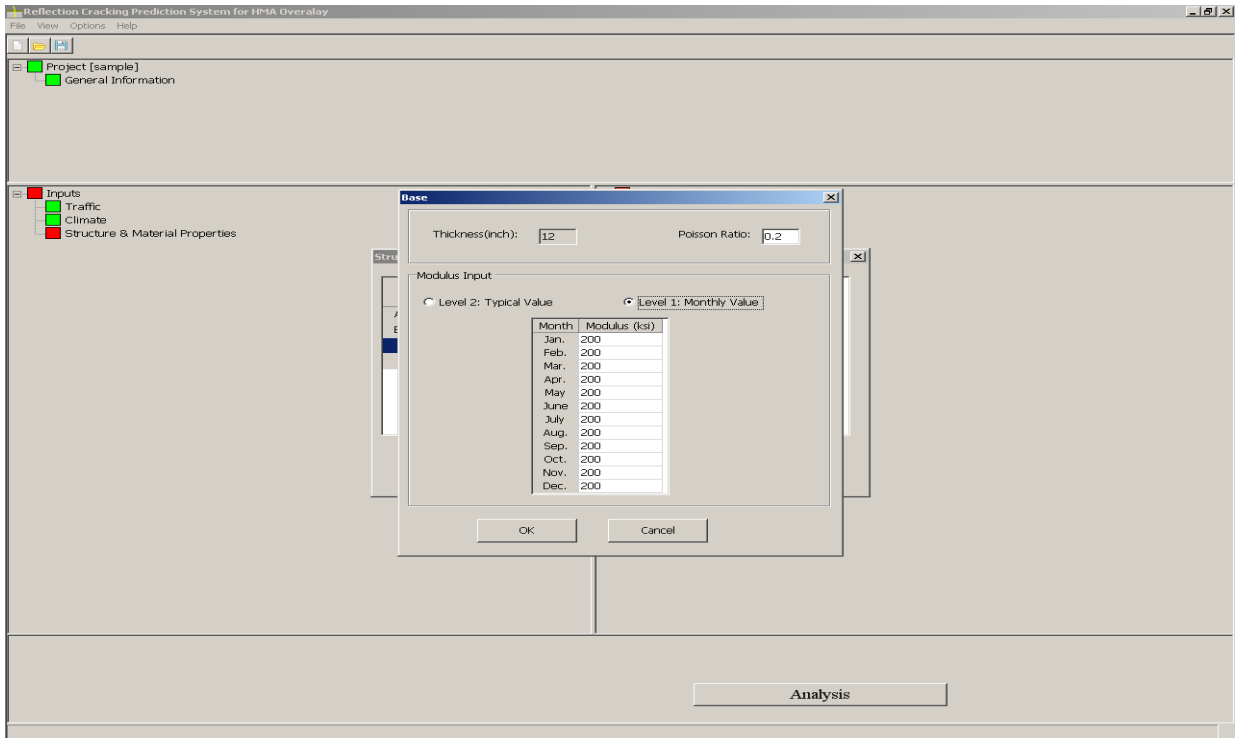 Reflection Cracking Prediction System for HMA Overalay
File View Options Help
Project [sample]
General Information
Inputs
Traffic
Climate
Structure & Material Properties
Stru
Base
Thickness(inch): 12 Poisson Ratio: 0.2
Modulus Input
Level 2: Typical Value Level 1: Monthly Value
Month Modulus (ksi)
Jan. 200
Feb. 200
Mar. 200
Apr. 200
May 200
June 200
July 200
Aug. 200
Sep. 200
Oct. 200
Nov. 200
Dec. 200
OK Cancel
Analysis